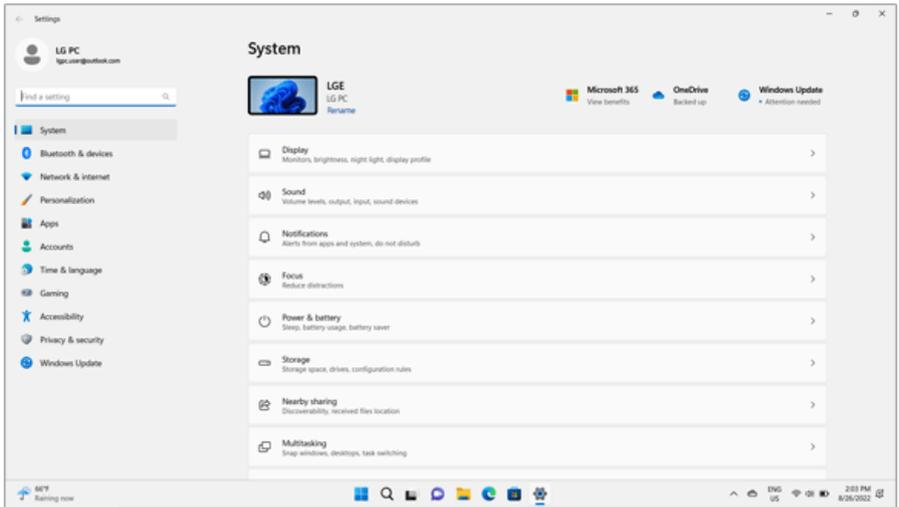 Settings
LG PC
lgpc.user@outlook.com
Find a setting
System
Bluetooth & devices
Network & internet
Personalization
Apps
Accounts
Time & language
Gaming
Accessibility
Privacy & security
Windows Update
System
LGE
LG PC
Rename
Microsoft 365
View benefits
OneDrive
Backed up
Windows Update
• Attention needed
Display
Monitors, brightness, night light, display profile
Sound
Volume levels, output, input, sound devices
Notifications
Alerts from apps and system, do not disturb
Focus
Reduce distractions
Power & battery
Sleep, battery usage, battery saver
Storage
Storage space, drives, configuration rules
Nearby sharing
Discoverability, received files location
Multitasking
Snap windows, desktops, task switching
66°F
Raining now
ENG
US
2:03 PM
8/26/2022